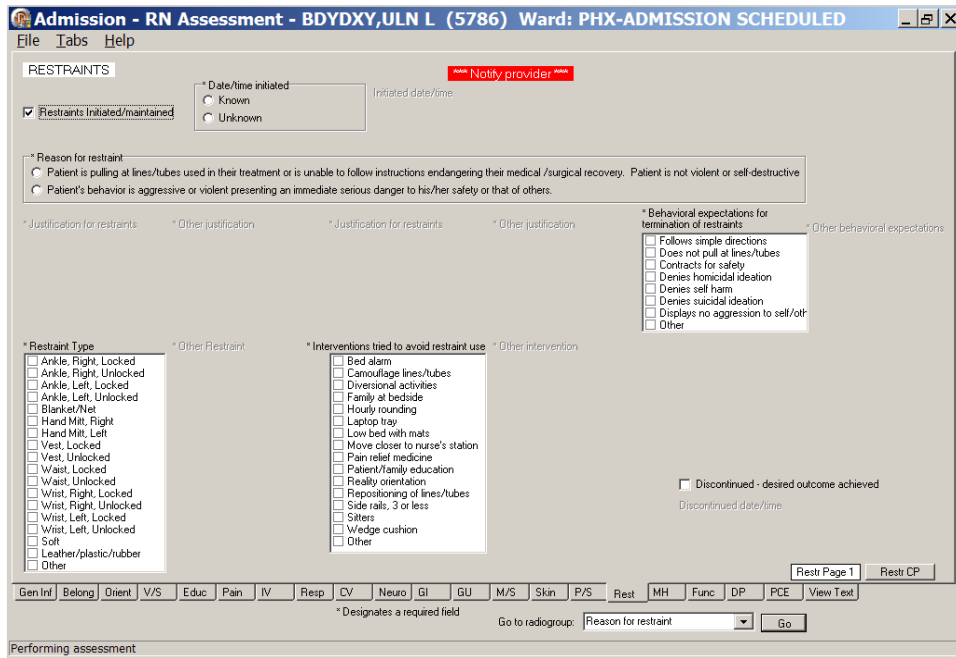 Admission - RN Assessment - BDYDXY,ULN L (5786) Ward: PHX-ADMISSION SCHEDULED
File Tabs Help
RESTRAINTS
*** Notify provider ***
* Date/time initiated
Initiated date/time
Known
Restraints Initiated/maintained
Unknown
* Reason for restraint
Patient is pulling at lines/tubes used in their treatment or is unable to follow instructions endangering their medical /surgical recovery. Patient is not violent or self-destructive
Patient's behavior is aggressive or violent presenting an immediate serious danger to his/her safety or that of others.
* Justification for restraints * Other justification * Justification for restraints * Other justification
* Behavioral expectations for
termination of restraints
* Other behavioral expectations
Follows simple directions
Does not pull at lines/tubes
Contracts for safety
Denies homicidal ideation
Denies self harm
Denies suicidal ideation
Displays no aggression to self/oth
Other
* Restraint Type
* Other Restraint
Ankle, Right, Locked
Ankle, Right, Unlocked
Ankle, Left, Locked
Ankle, Left, Unlocked
Blanket/Net
Hand Mitt, Right
Hand Mitt, Left
Vest, Locked
Vest, Unlocked
Waist, Locked
Waist, Unlocked
Wrist, Right, Locked
Wrist, Right, Unlocked
Wrist, Left, Locked
Wrist, Left, Unlocked
Soft
Leather/plastic/rubber
Other
* Interventions tried to avoid restraint use
* Other intervention
Bed alarm
Camouflage lines/tubes
Diversional activities
Family at bedside
Hourly rounding
Laptop tray
Low bed with mats
Move closer to nurse's station
Pain relief medicine
Patient/family education
Reality orientation
Repositioning of lines/tubes
Side rails, 3 or less
Sitters
Wedge cushion
Other
Discontinued - desired outcome achieved
Discontinued date/time
Restr Page 1 Restr CP
Gen Inf Belong Orient V/S Educ Pain IV Resp CV Neuro GI GU M/S Skin P/S Rest MH Func DP PCE View Text
* Designates a required field
Go to radiogroup: Reason for restraint Go
Performing assessment